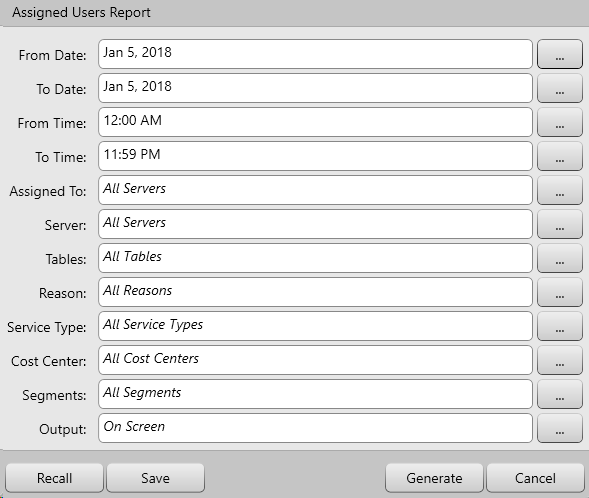 Assigned Users Report
From Date: Jan 5, 2018 ...
To Date: Jan 5, 2018 ...
From Time: 12:00 AM ...
To Time: 11:59 PM ...
Assigned To: All Servers ...
Server: All Servers ...
Tables: All Tables ...
Reason: All Reasons ...
Service Type: All Service Types ...
Cost Center: All Cost Centers ...
Segments: All Segments ...
Output: On Screen ...
Recall Save Generate Cancel